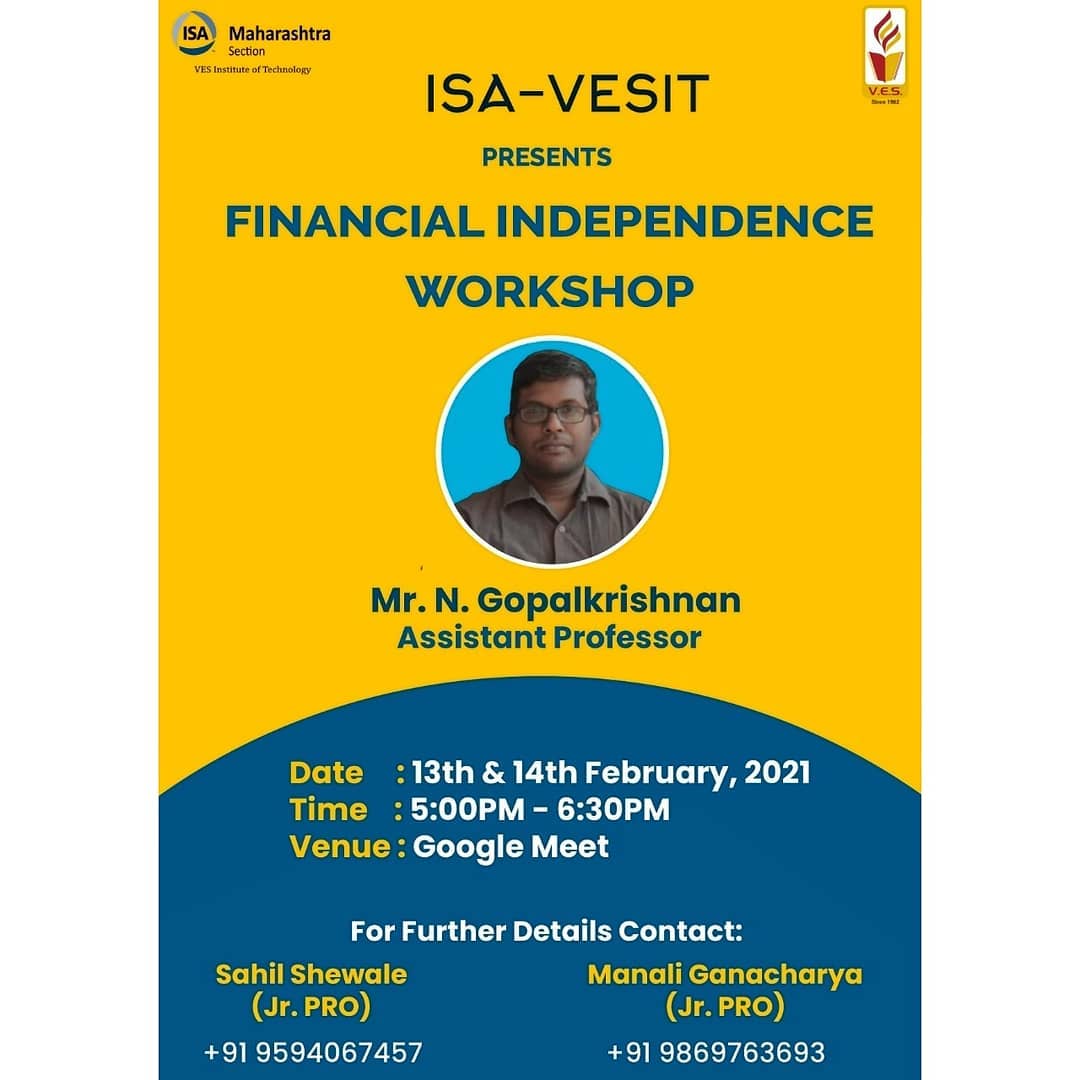 ISA Maharashtra
Section
VES Institute of Technology
V.E.S.
Since 1962
ISA-VESIT
PRESENTS
FINANCIAL INDEPENDENCE
WORKSHOP
Mr. N. Gopalkrishnan
Assistant Professor
Date : 13th & 14th February, 2021
Time : 5:00PM - 6:30PM
Venue : Google Meet
For Further Details Contact:
Sahil Shewale
(Jr. PRO)
+91 9594067457
Manali Ganacharya
(Jr. PRO)
+91 9869763693